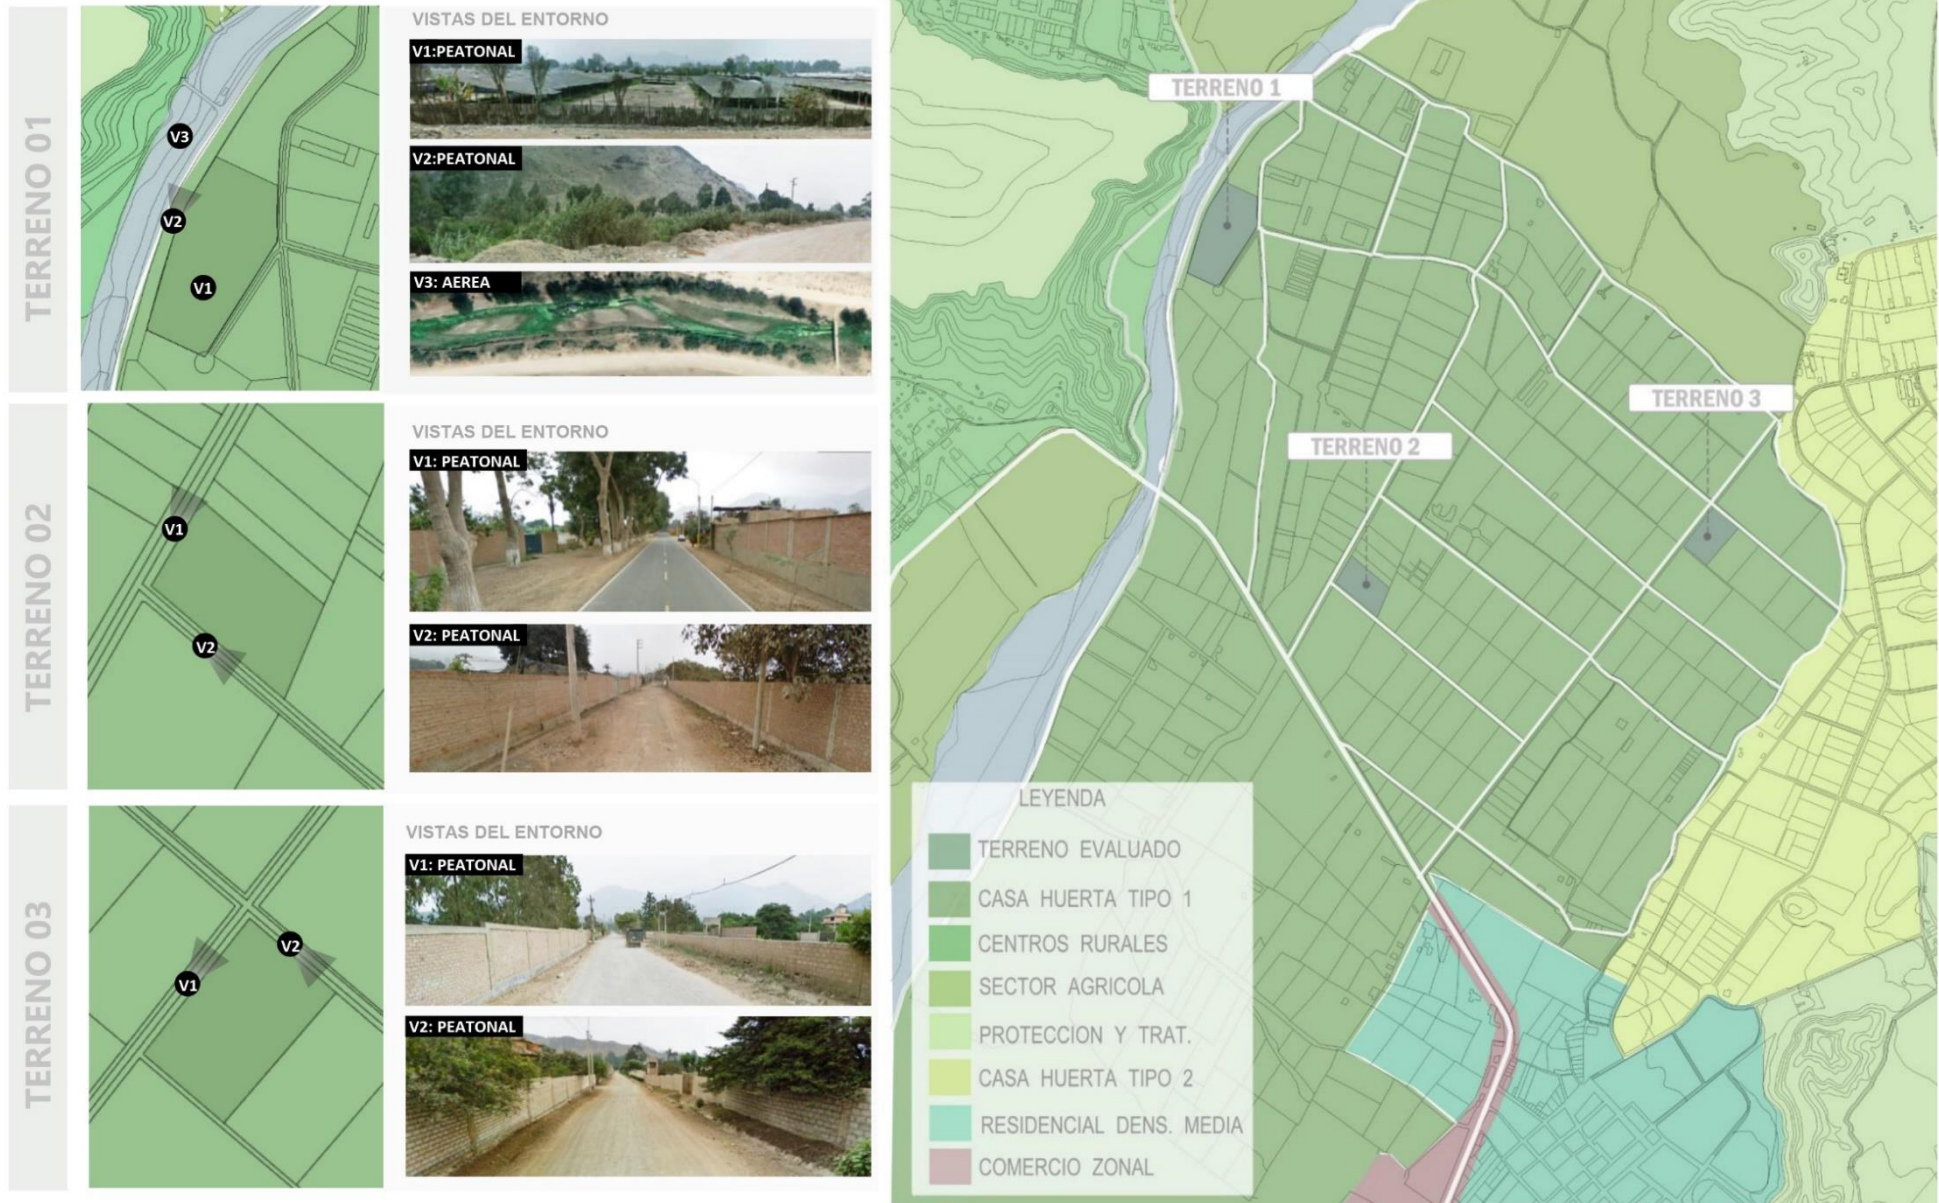 TERRENO 01
VISTAS DEL ENTORNO
V1:PEATONAL
V2:PEATONAL
V3: AEREA
V3
V2
V1
TERRENO 02
VISTAS DEL ENTORNO
V1: PEATONAL
V2: PEATONAL
V1
V2
TERRENO 03
VISTAS DEL ENTORNO
V1: PEATONAL
V2: PEATONAL
V2
V1
TERRENO 1
TERRENO 3
TERRENO 2
LEYENDA
TERRENO EVALUADO
CASA HUERTA TIPO 1
CENTROS RURALES
SECTOR AGRICOLA
PROTECCION Y TRAT.
CASA HUERTA TIPO 2
RESIDENCIAL DENS. MEDIA
COMERCIO ZONAL